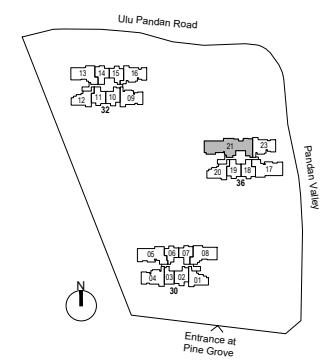 Ulu Pandan Road
13 14 15 16
12 11 10 09
32
21 23
20 19 18 17
36
Pandan Valley
05 06 07 08
04 03 02 01
30
N
Entrance at
Pine Grove